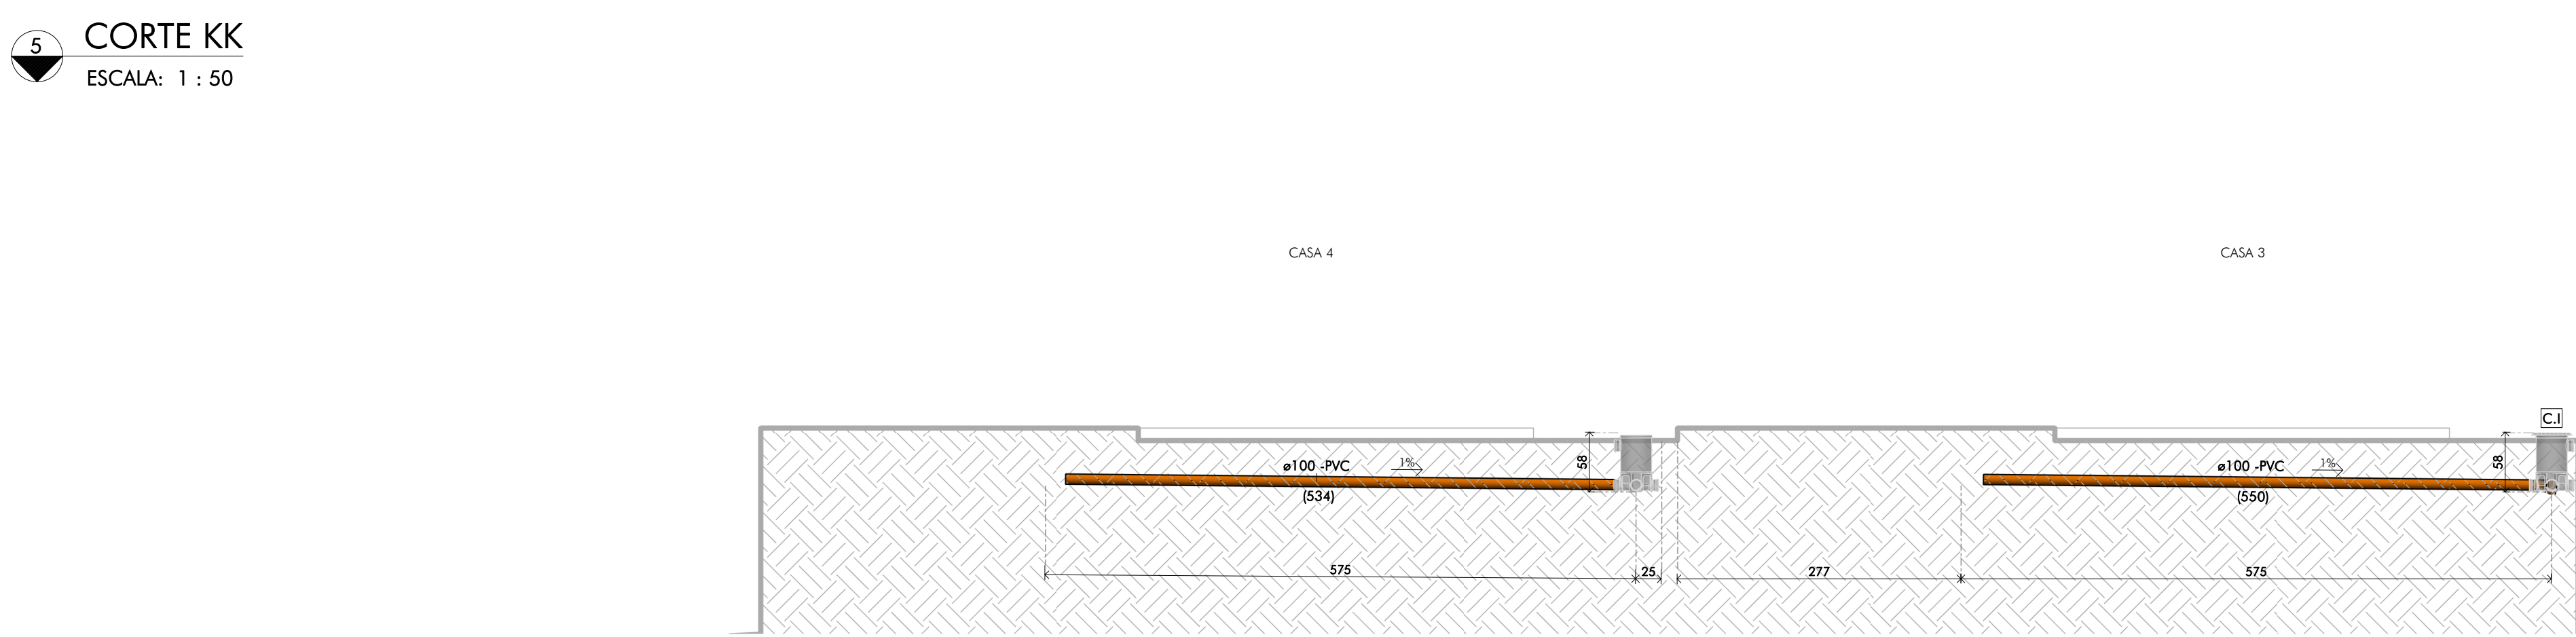 5
CORTE KK
ESCALA: 1 : 50
CASA 4
CASA 3
C.I
58
ø100 -PVC
1%
(534)
58
ø100 -PVC
1%
(550)
575
25
277
575